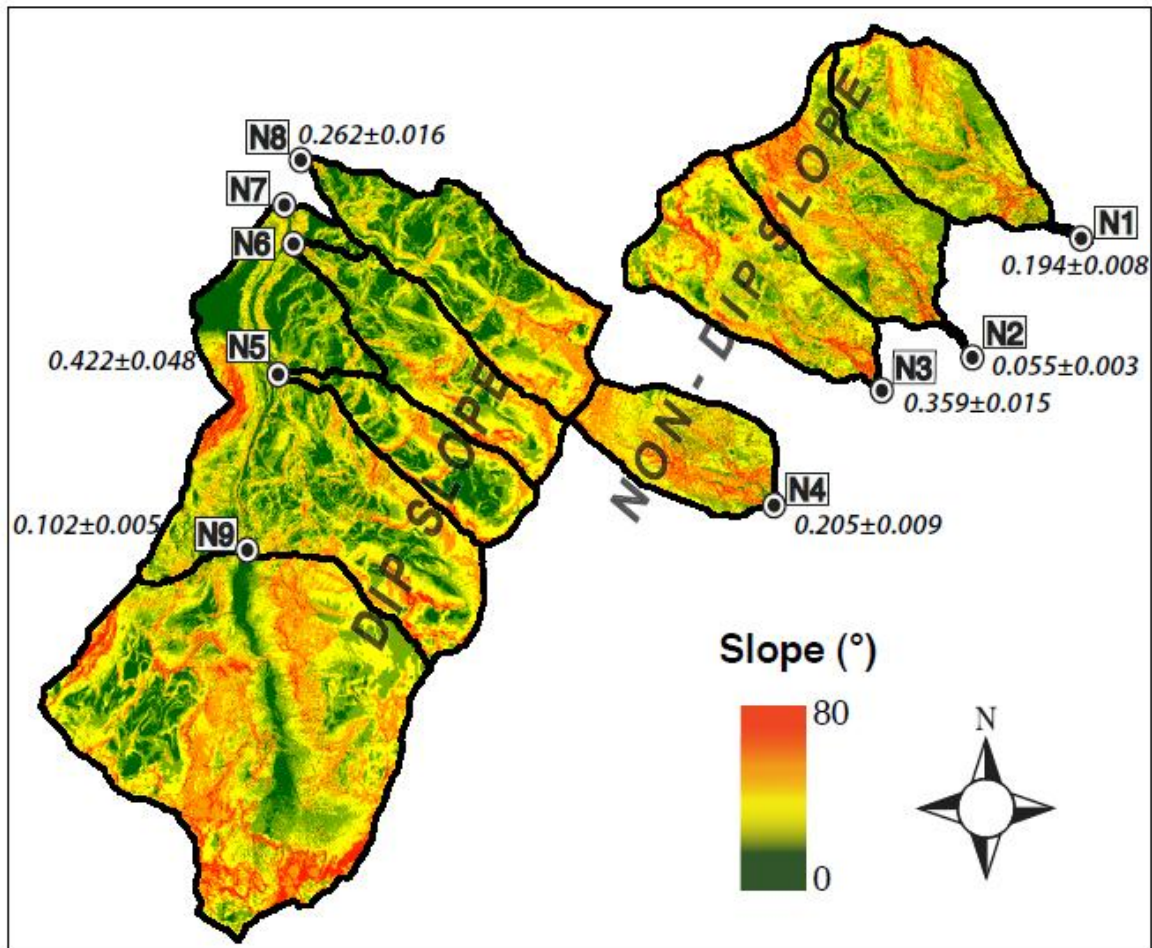 N8 0.262±0.016
N7
N6
N1
0.194±0.008
N5
0.422±0.048
N2
0.055±0.003
N3
0.359±0.015
NON - DIP SLOPE
DIP SLOPE
N4
0.205±0.009
0.102±0.005
N9
Slope (°)
80
0
N